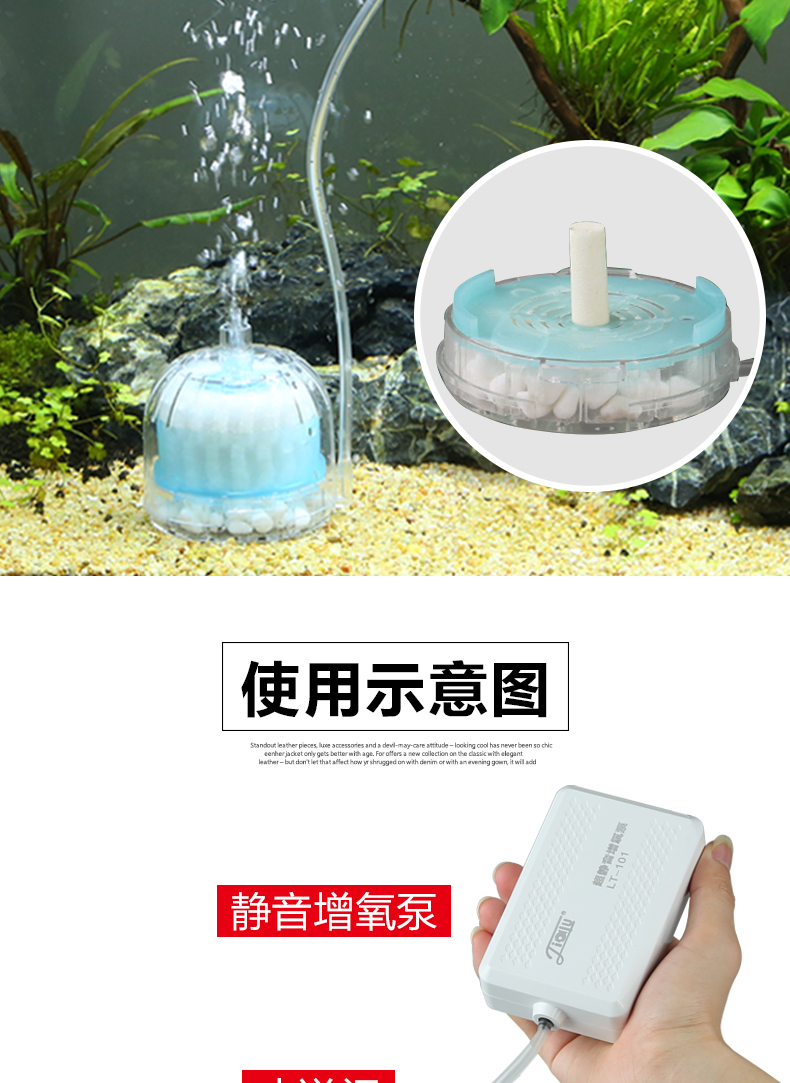 使用示意图
Standout leather pieces, luxe accessories and a devil-may-care attitude – looking cool has never been so chic
eenher jacket only gets better with age. For offers a new collection on the classic with elegant
leather – but don't let that affect how yr shrugged on with denim or with an evening gown, it will add
超静音增氧泵
LT-101
静音增氧泵